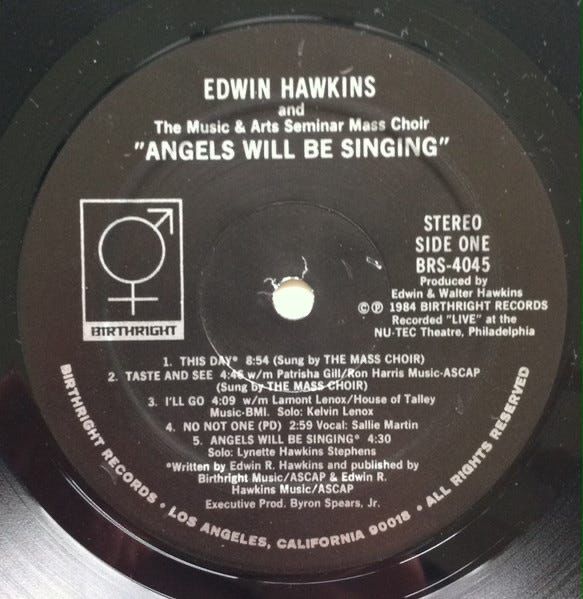 EDWIN HAWKINS
and
The Music & Arts Seminar Mass Choir
"ANGELS WILL BE SINGING"
BIRTHRIGHT
STEREO
SIDE ONE
BRS-4045
Produced by
Edwin & Walter Hawkins
©℗ 1984 BIRTHRIGHT RECORDS
Recorded "LIVE" at the
NU-TEC Theatre, Philadelphia
1. THIS DAY* 8:54 (Sung by THE MASS CHOIR)
2. TASTE AND SEE 4:46 w/m Patrisha Gill/Ron Harris Music-ASCAP
(Sung by THE MASS CHOIR)
3. I'LL GO 4:09 w/m Lamont Lenox/House of Talley
Music-BMI. Solo: Kelvin Lenox
4. NO NOT ONE (PD) 2:59 Vocal: Sallie Martin
5. ANGELS WILL BE SINGING* 4:30
Solo: Lynette Hawkins Stephens
*Written by Edwin R. Hawkins and published by
Birthright Music/ASCAP & Edwin R.
Hawkins Music/ASCAP
Executive Prod. Byron Spears, Jr.
BIRTHRIGHT RECORDS • LOS ANGELES, CALIFORNIA 90018 • ALL RIGHTS RESERVED